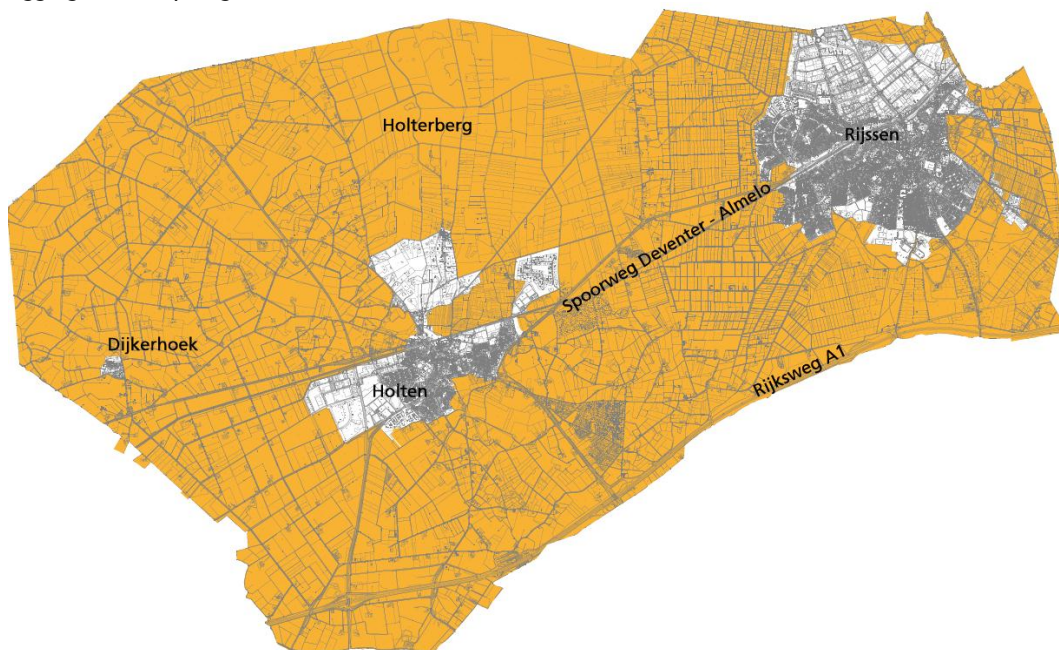 Holterberg
Rijssen
Spoorweg Deventer - Almelo
Dijkerhoek
Rijksweg A1
Holten